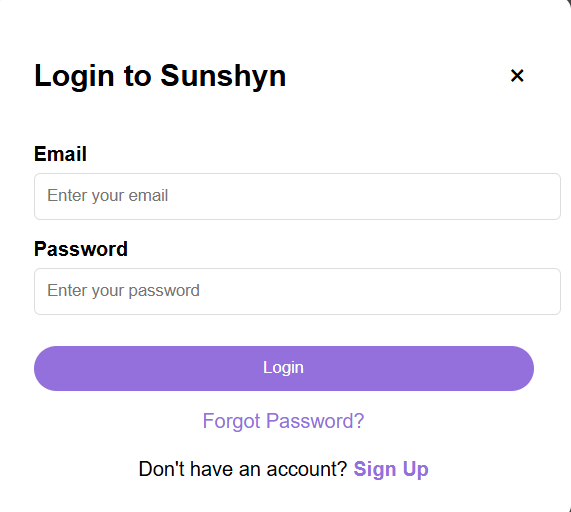 Login to Sunshyn ×
Email
Enter your email
Password
Enter your password
Login
Forgot Password?
Don't have an account? Sign Up